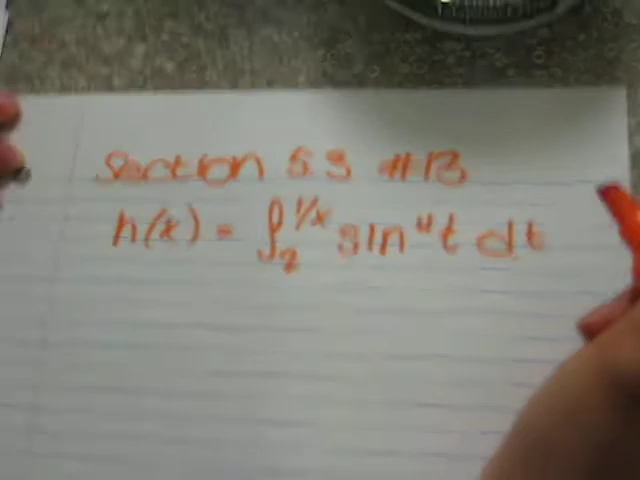 Section 5.3 #13
h(x) = ∫₂^1/x sin⁴t dt